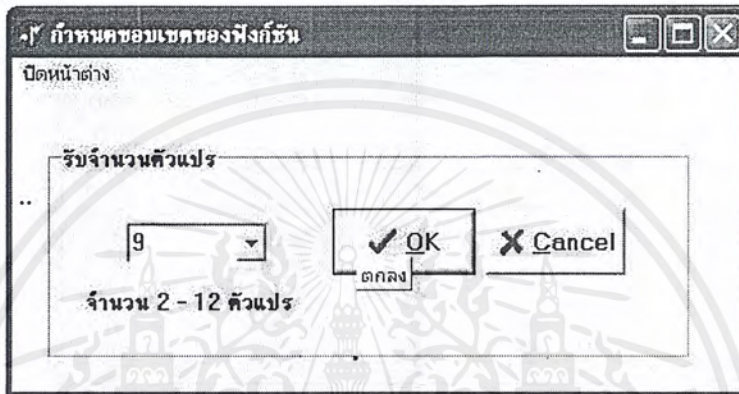 กำหนดขอบเขตของฟังก์ชัน
ปิดหน้าต่าง
รับจำนวนตัวแปร
9
OK
Cancel
ตกลง
จำนวน 2 - 12 ตัวแปร